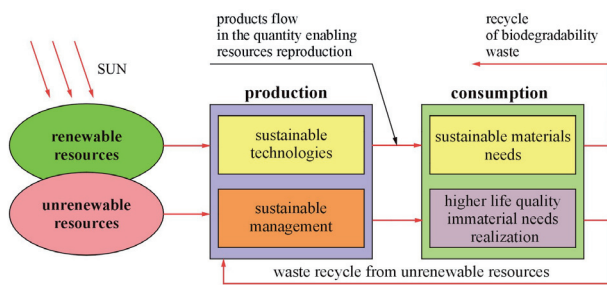 products flow
in the quantity enabling
resources reproduction
recycle
of biodegradability
waste
SUN
production
consumption
renewable
resources
sustainable
technologies
sustainable materials
needs
unrenewable
resources
sustainable
management
higher life quality
immaterial needs
realization
waste recycle from unrenewable resources